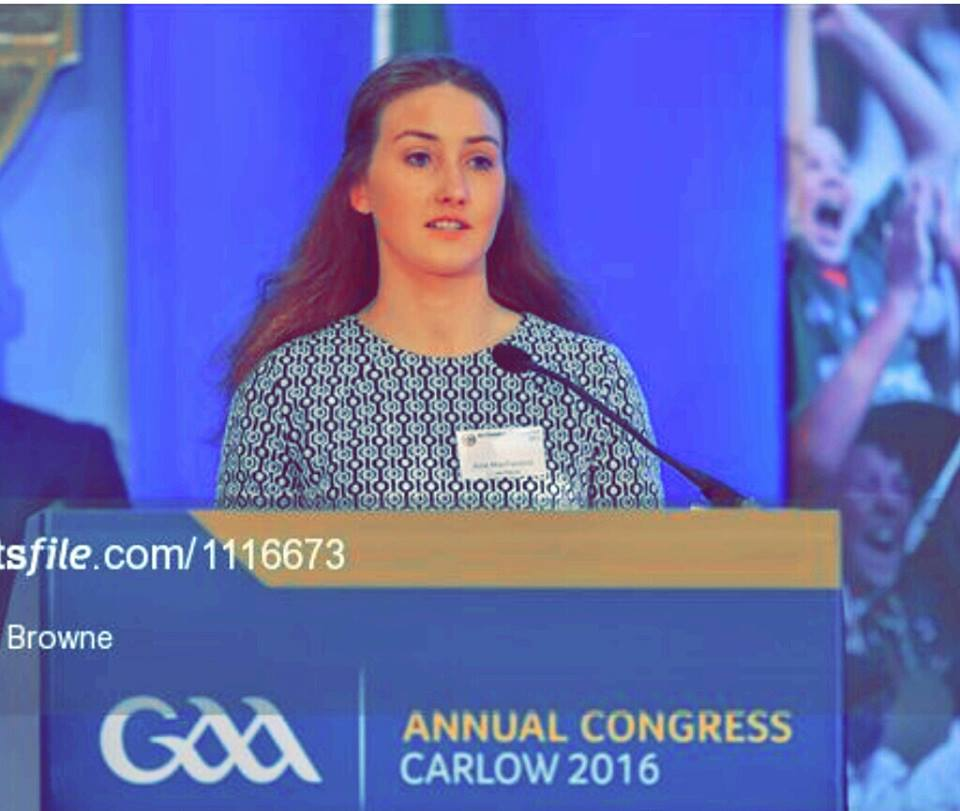 tsfile.com/1116673
Browne
GAA
ANNUAL CONGRESS
CARLOW 2016